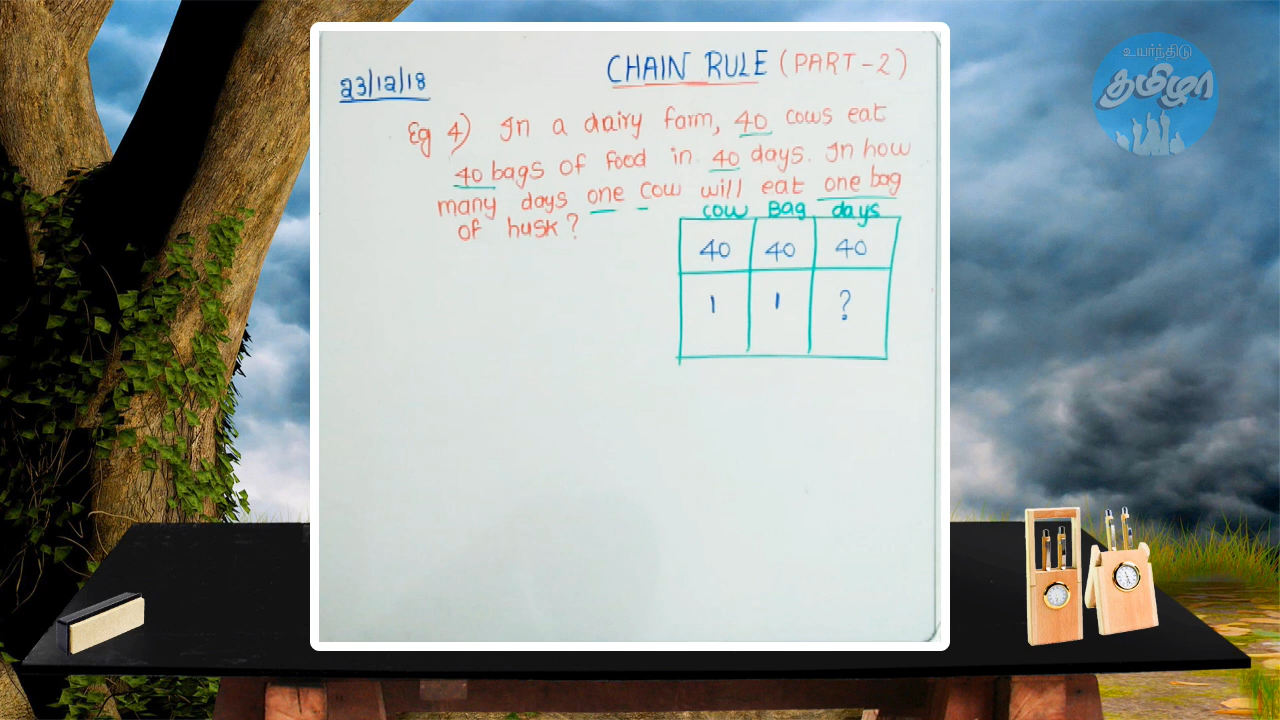 உயர்ந்திடு
தமிழா
CHAIN RULE (PART-2)
23/12/18
Eg 4) In a dairy farm, 40 cows eat
40 bags of food in 40 days. In how
many days one cow will eat one bag
of husk?
cow Bag days
40 40 40
1 1 ?